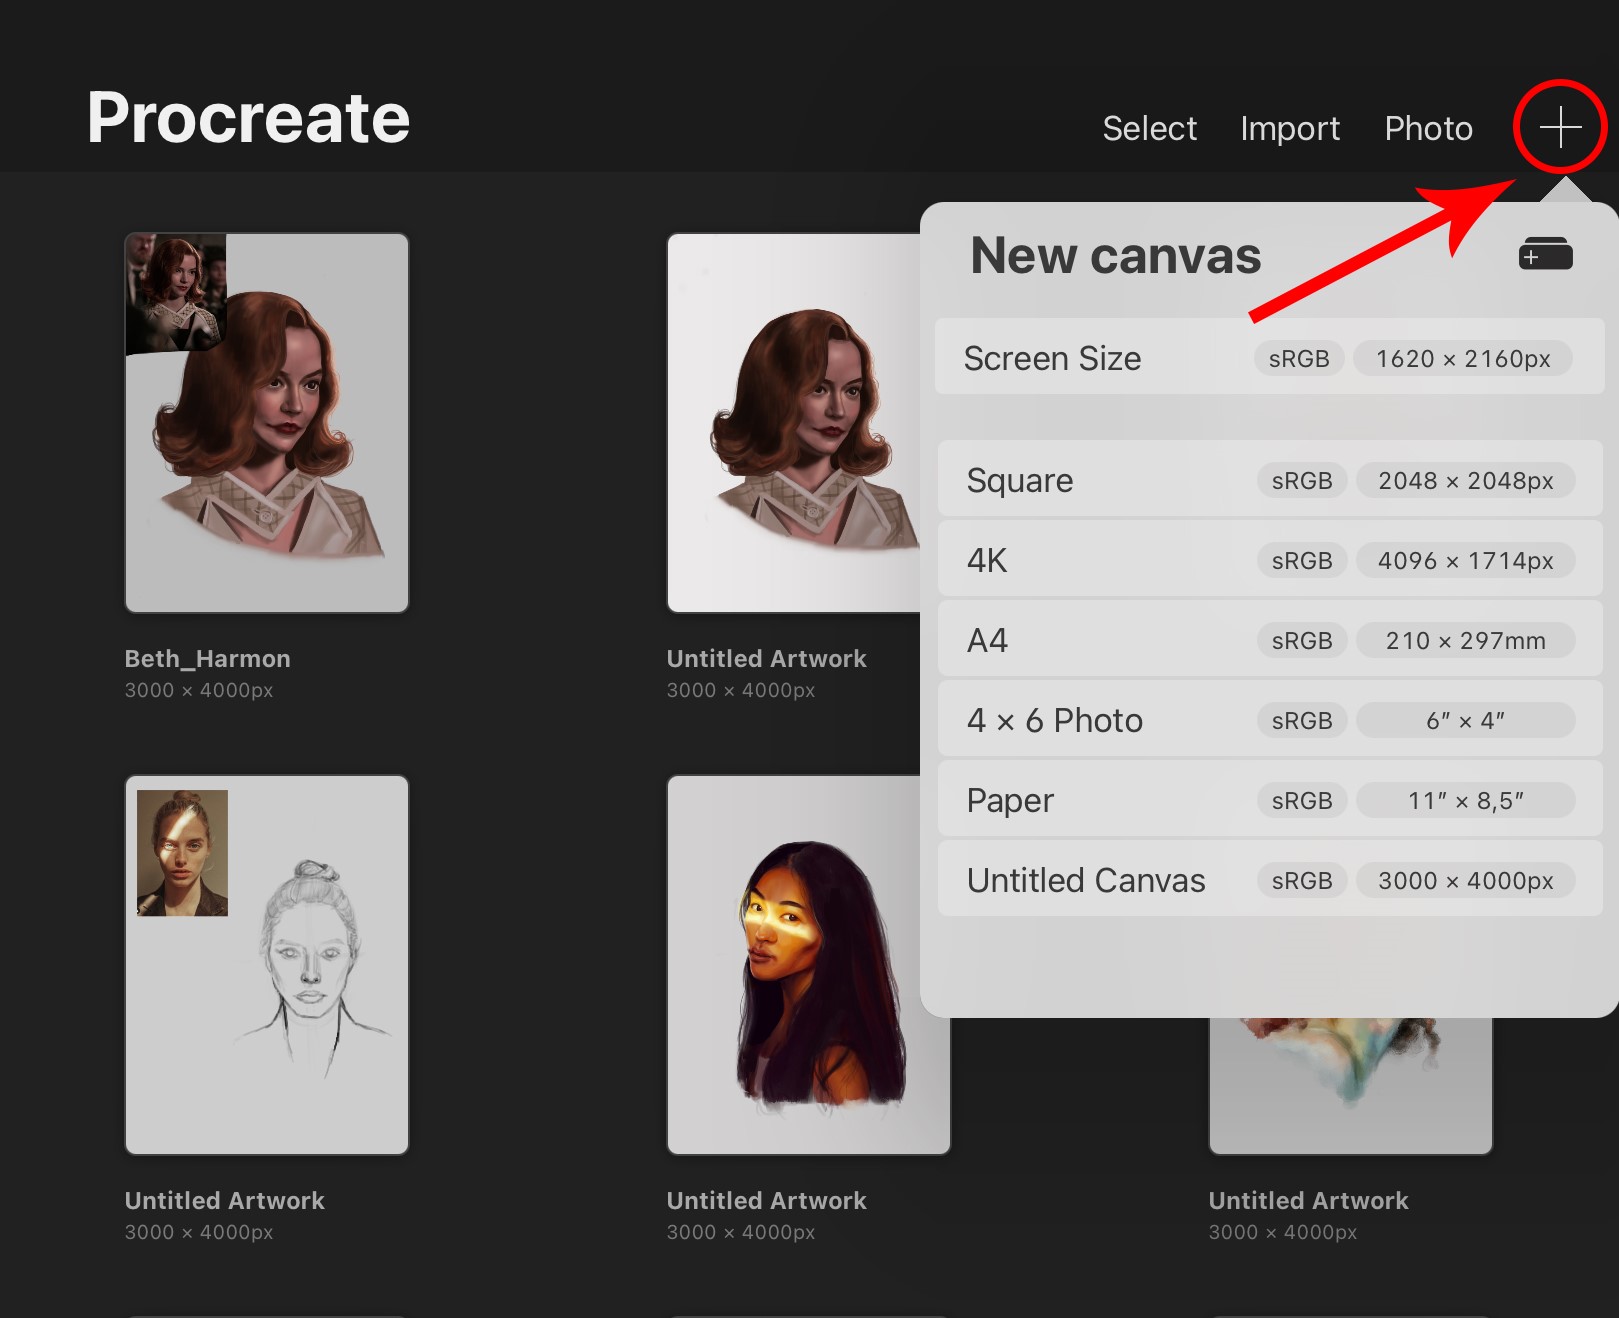 Procreate
Select Import Photo
New canvas
Screen Size sRGB 1620 × 2160px
Square sRGB 2048 × 2048px
4K sRGB 4096 × 1714px
A4 sRGB 210 × 297mm
4 × 6 Photo sRGB 6″ × 4″
Paper sRGB 11″ × 8,5″
Untitled Canvas sRGB 3000 × 4000px
Beth_Harmon
3000 × 4000px
Untitled Artwork
3000 × 4000px
Untitled Artwork
3000 × 4000px
Untitled Artwork
3000 × 4000px
Untitled Artwork
3000 × 4000px